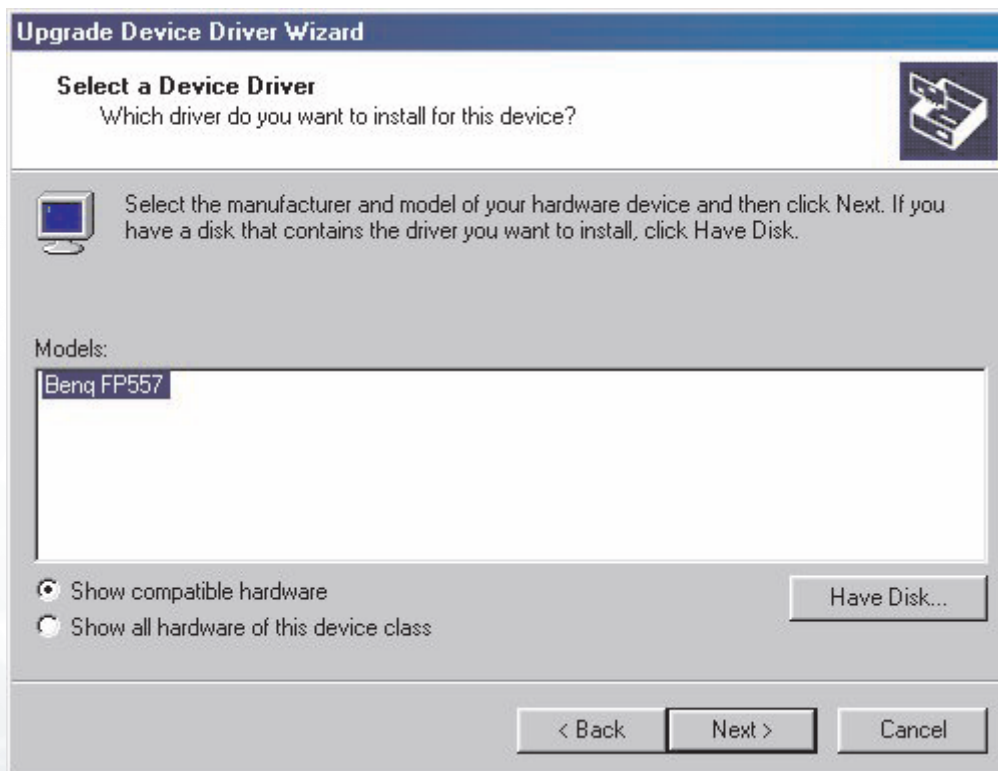 Upgrade Device Driver Wizard
Select a Device Driver
Which driver do you want to install for this device?
Select the manufacturer and model of your hardware device and then click Next. If you
have a disk that contains the driver you want to install, click Have Disk.
Models:
Benq FP557
Show compatible hardware
Have Disk...
Show all hardware of this device class
< Back
Next >
Cancel